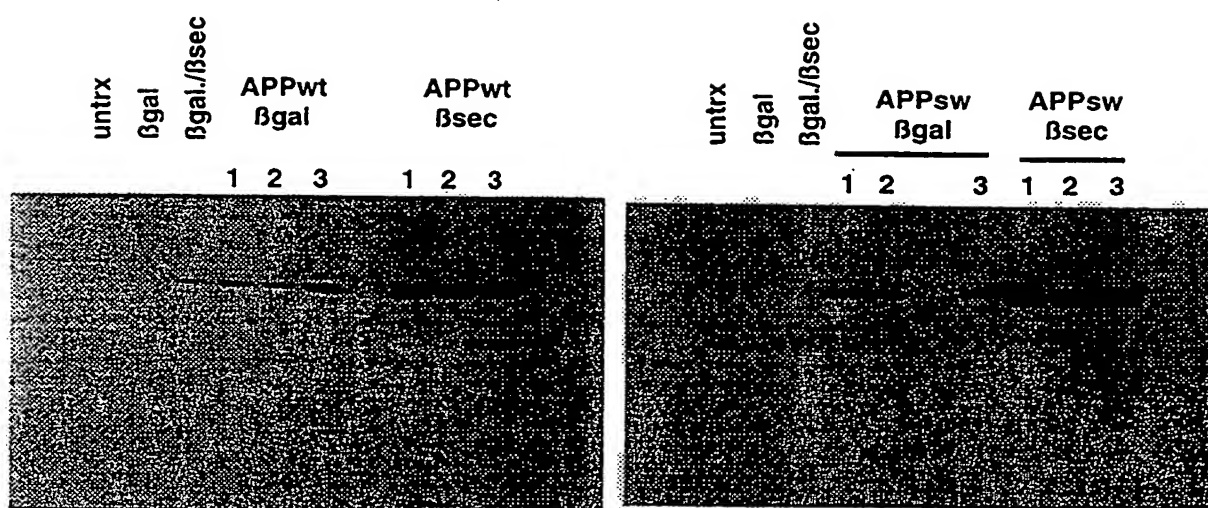 untrx
ßgal
ßgal./ßsec
APPwt
ßgal
APPwt
ßsec
1 2 3
1 2 3
untrx
ßgal
ßgal./ßsec
APPsw
ßgal
APPsw
ßsec
1 2 3
1 2 3